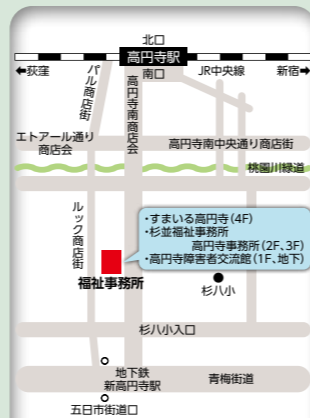 北口
高円寺駅
←荻窪
南口
JR中央線
新宿→
パル商店街
高円寺南商店会
エトアール通り
商店会
高円寺南中央通り商店街
桃園川緑道
ルック商店街
・すまいる高円寺(4F)
・杉並福祉事務所
高円寺事務所(2F、3F)
・高円寺障害者交流館(1F、地下)
福祉事務所
杉八小
杉八小入口
地下鉄
新高円寺駅
青梅街道
五日市街道口